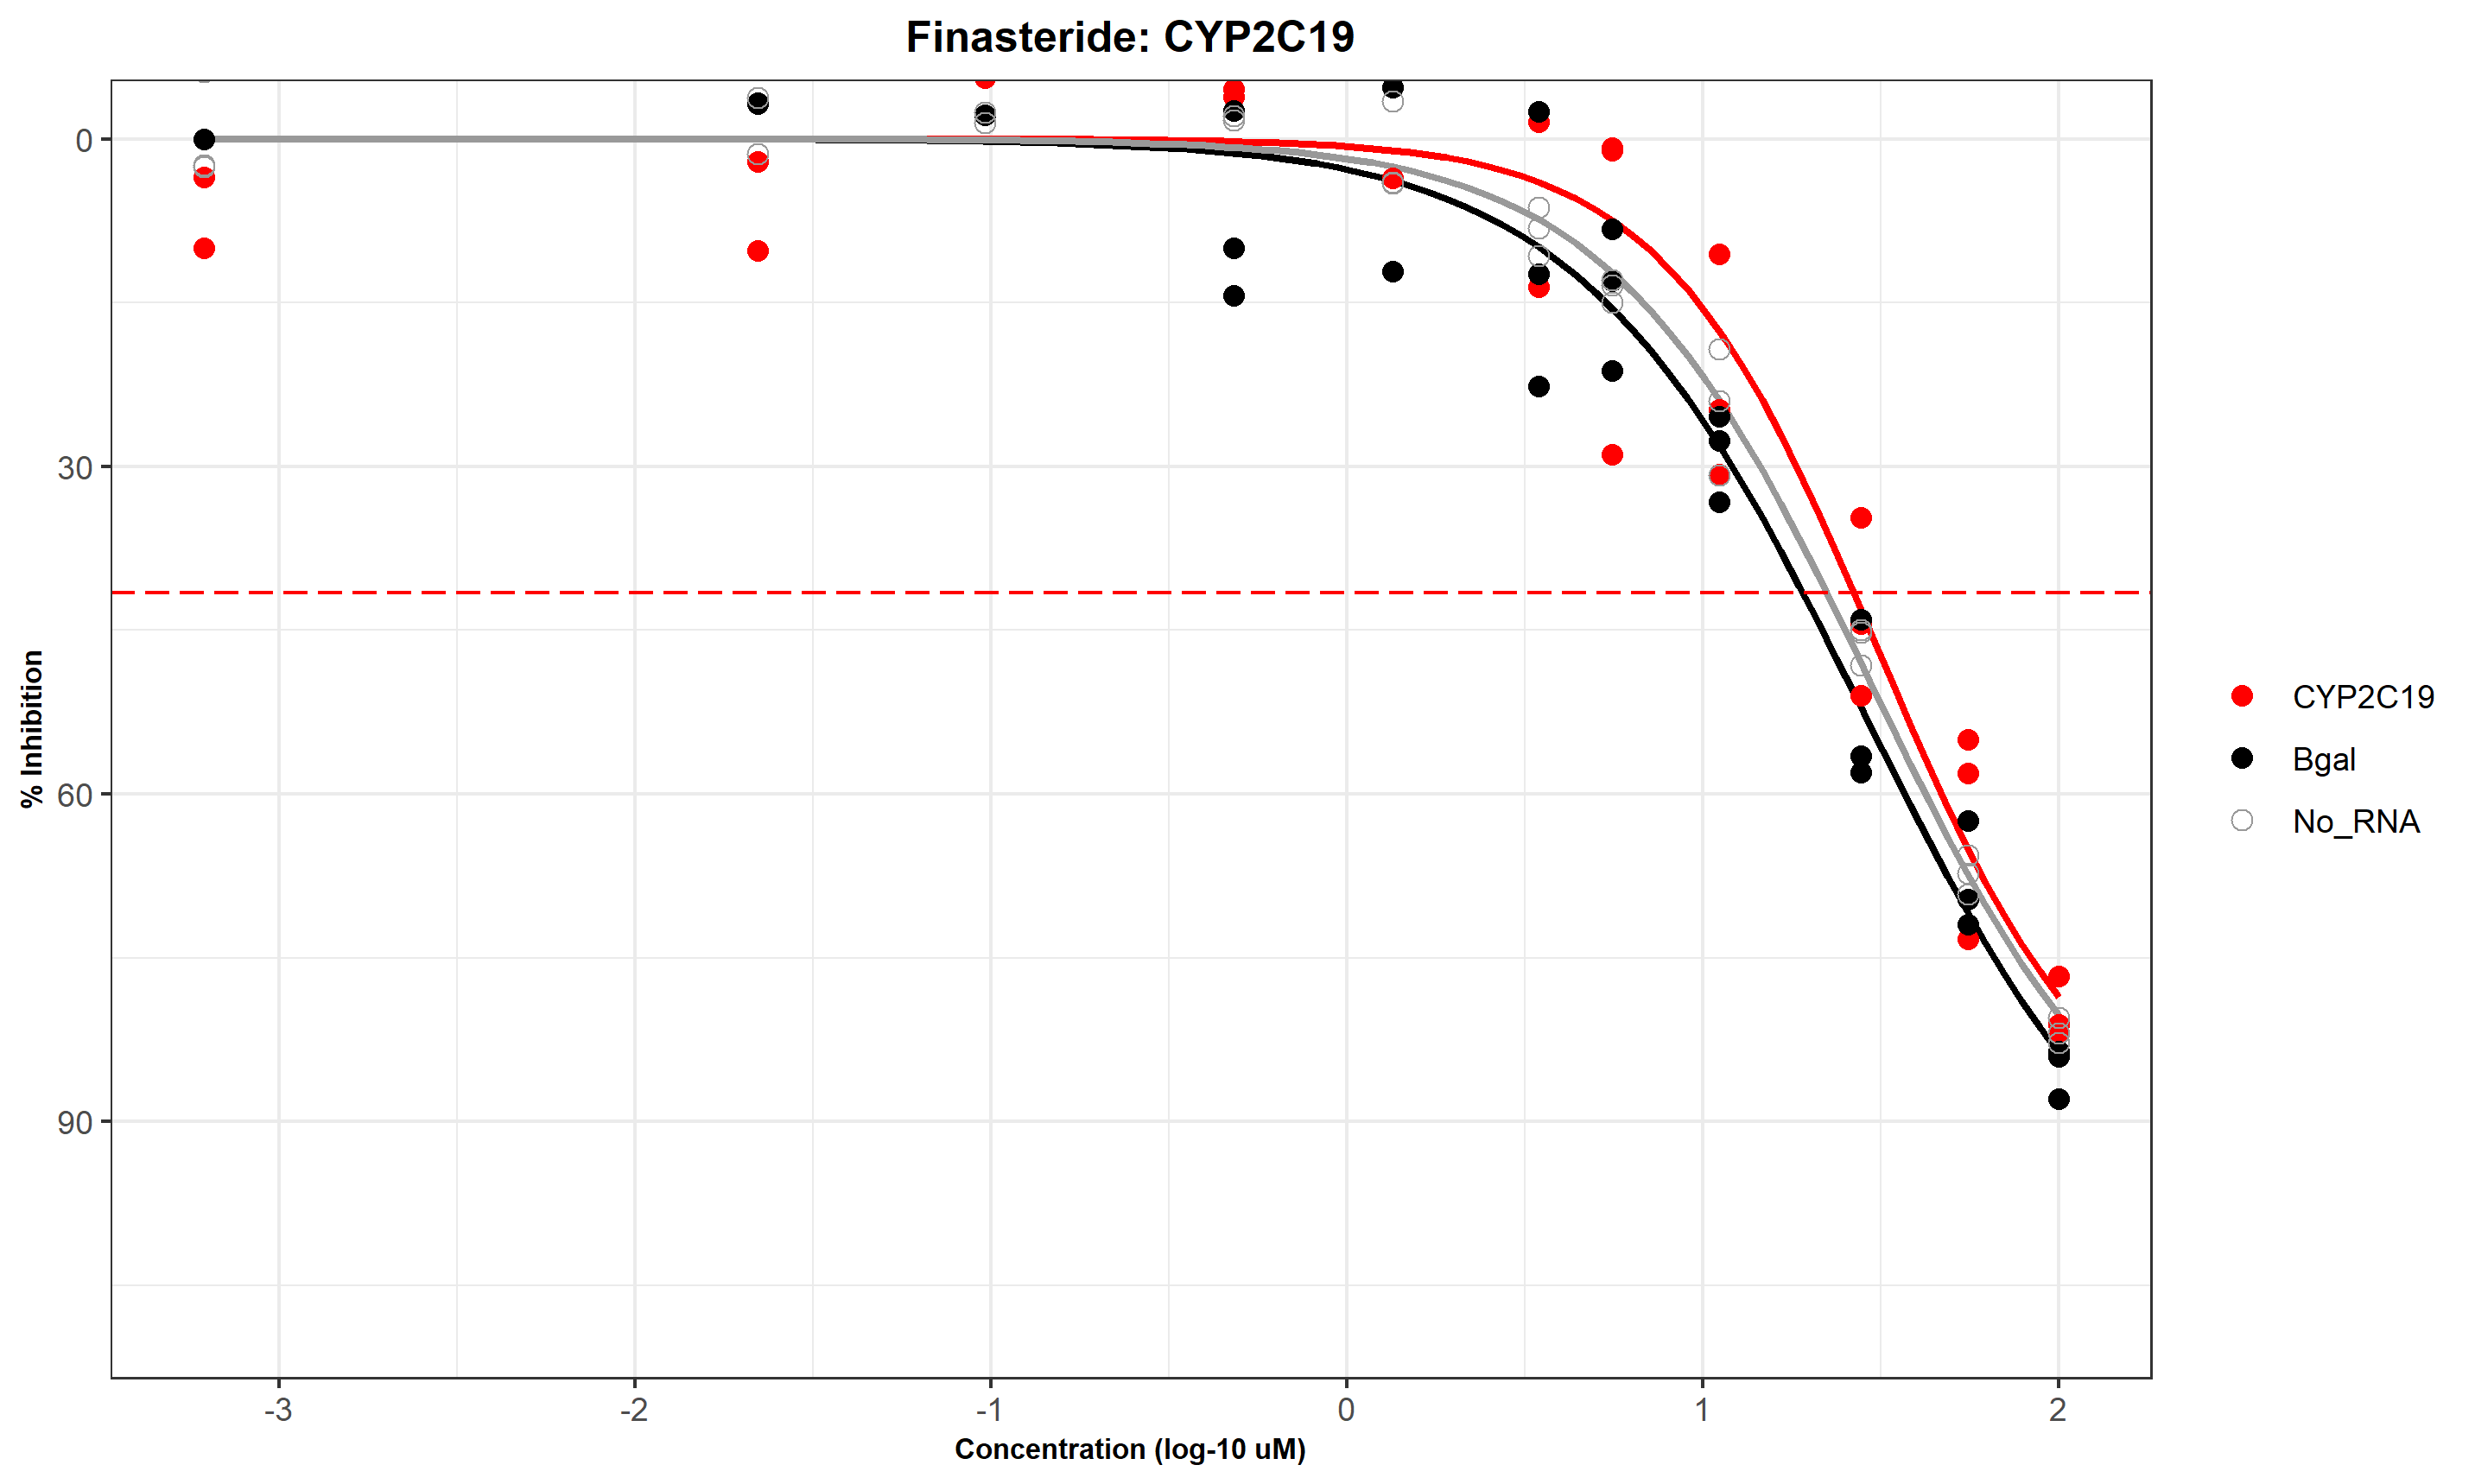 Finasteride: CYP2C19
0
30
60
90
% Inhibition
-3
-2
-1
0
1
2
Concentration (log-10 uM)
CYP2C19
Bgal
No_RNA